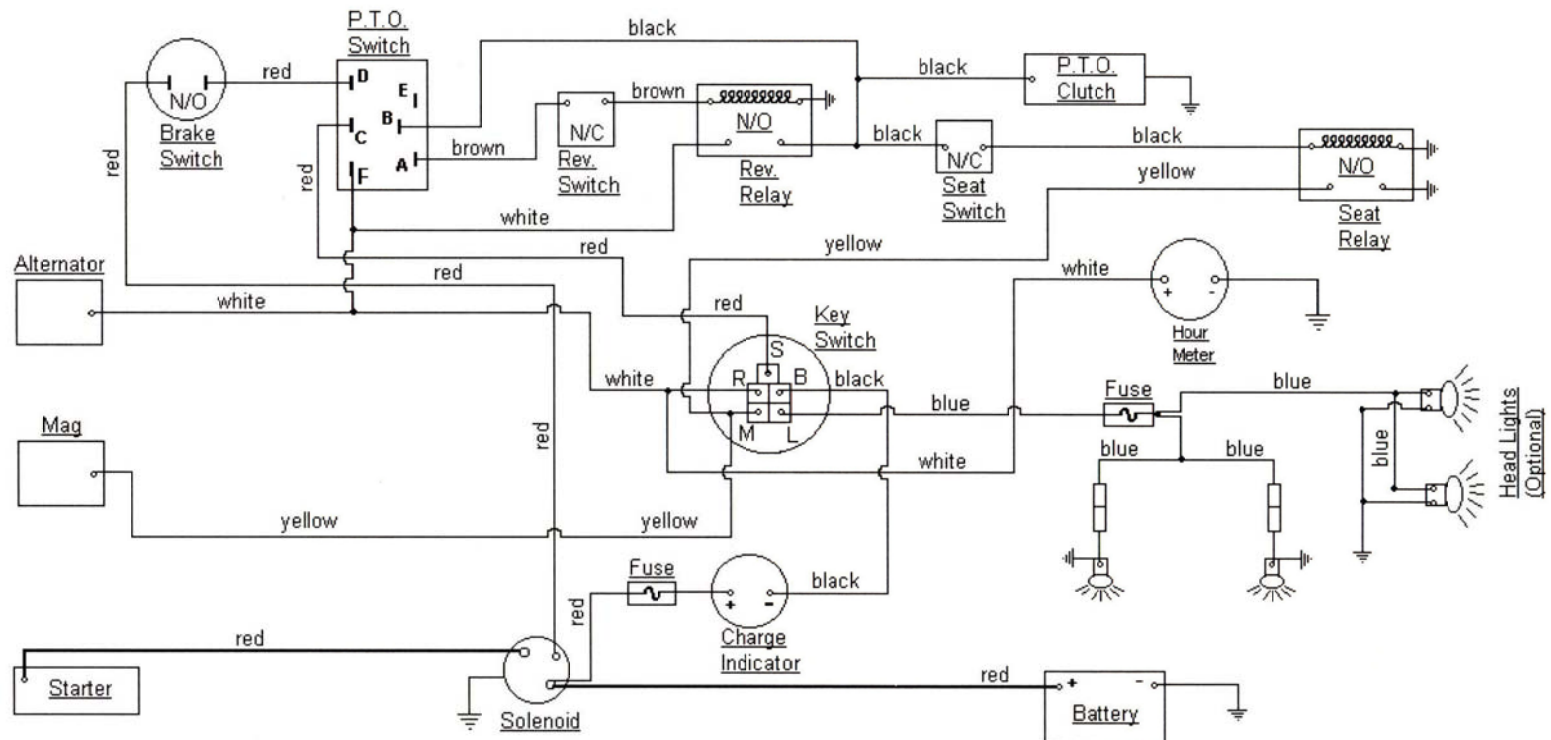 P.T.O.
Switch
black
red
D
E
N/O
Brake
Switch
C
B
A
F
brown
N/C
Rev.
Switch
brown
N/O
Rev.
Relay
black
P.T.O.
Clutch
black
N/C
Seat
Switch
black
yellow
N/O
Seat
Relay
red
red
white
red
yellow
white
red
Alternator
white
red
Key
Switch
+ -
Hour
Meter
S
R
B
M
L
white
black
blue
Fuse
blue
blue
Head Lights
(Optional)
Mag
red
white
blue
blue
yellow
yellow
Fuse
red
+ -
black
Charge
Indicator
red
Starter
Solenoid
red
+ -
Battery